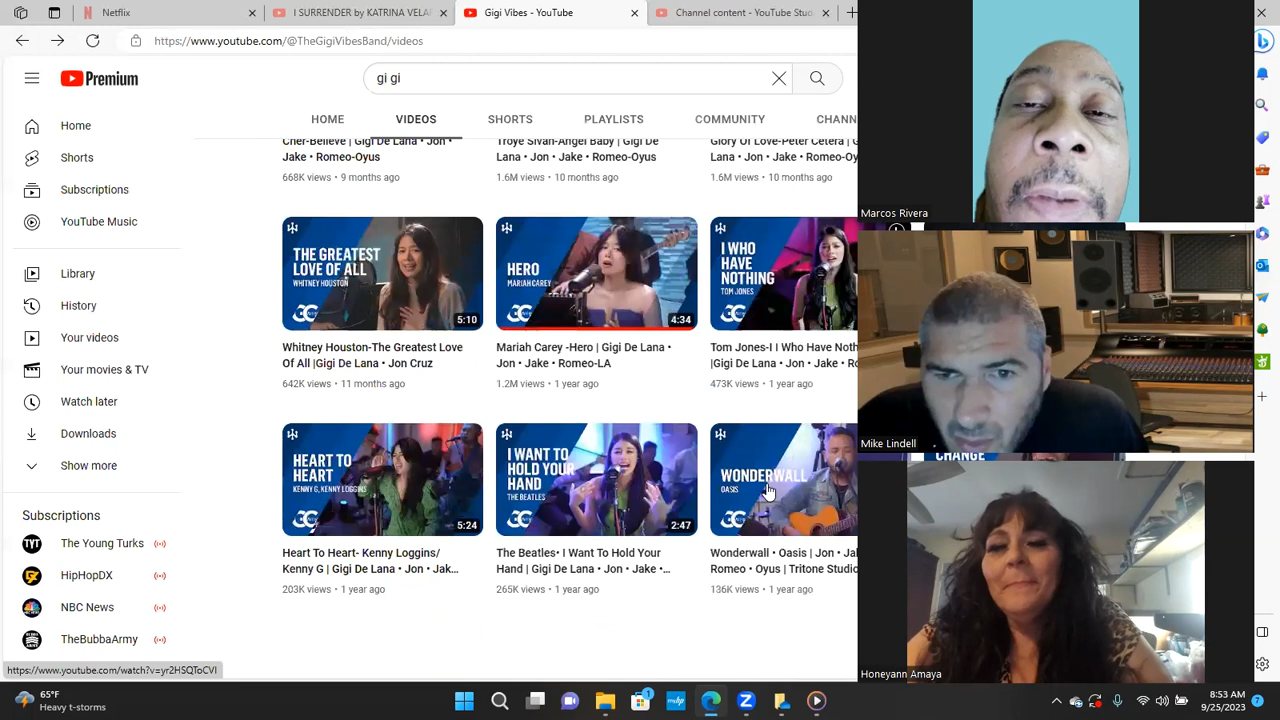 Netflix
I SURRENDER by KATRINA VELA
Gigi Vibes - YouTube
Channel content - YouTube Stud
https://www.youtube.com/@TheGigiVibesBand/videos
Premium
gi gi
HOME
VIDEOS
SHORTS
PLAYLISTS
COMMUNITY
CHANN
Home
Shorts
Subscriptions
YouTube Music
Library
History
Your videos
Your movies & TV
Watch later
Downloads
Show more
Subscriptions
The Young Turks
HipHopDX
NBC News
TheBubbaArmy
Cher-Believe | Gigi De Lana • Jon •
Jake • Romeo-Oyus
668K views • 9 months ago
Troye Sivan-Angel Baby | Gigi De
Lana • Jon • Jake • Romeo-Oyus
1.6M views • 10 months ago
Glory Of Love-Peter Cetera | G
Lana • Jon • Jake • Romeo-Oy
1.6M views • 10 months ago
THE GREATEST
LOVE OF ALL
WHITNEY HOUSTON
5:10
Whitney Houston-The Greatest Love
Of All |Gigi De Lana • Jon Cruz
642K views • 11 months ago
HERO
MARIAH CAREY
4:34
Mariah Carey -Hero | Gigi De Lana •
Jon • Jake • Romeo-LA
1.2M views • 1 year ago
I WHO
HAVE
NOTHING
TOM JONES
Tom Jones-I I Who Have Noth
|Gigi De Lana • Jon • Jake • Ro
473K views • 1 year ago
HEART TO
HEART
KENNY G, KENNY LOGGINS
5:24
Heart To Heart- Kenny Loggins/
Kenny G | Gigi De Lana • Jon • Jak...
203K views • 1 year ago
I WANT TO
HOLD YOUR
HAND
THE BEATLES
2:47
The Beatles• I Want To Hold Your
Hand | Gigi De Lana • Jon • Jake •...
265K views • 1 year ago
WONDERWALL
OASIS
Wonderwall • Oasis | Jon • Jak
Romeo • Oyus | Tritone Studio
136K views • 1 year ago
Marcos Rivera
Mike Lindell
CHANGE
Honeyann Amaya
https://www.youtube.com/watch?v=yr2HSQToCVI
65°F
Heavy t-storms
8:53 AM
9/25/2023